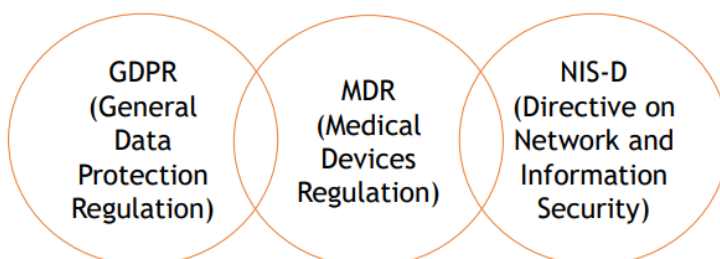 GDPR
(General
Data
Protection
Regulation)
MDR
(Medical
Devices
Regulation)
NIS-D
(Directive on
Network and
Information
Security)